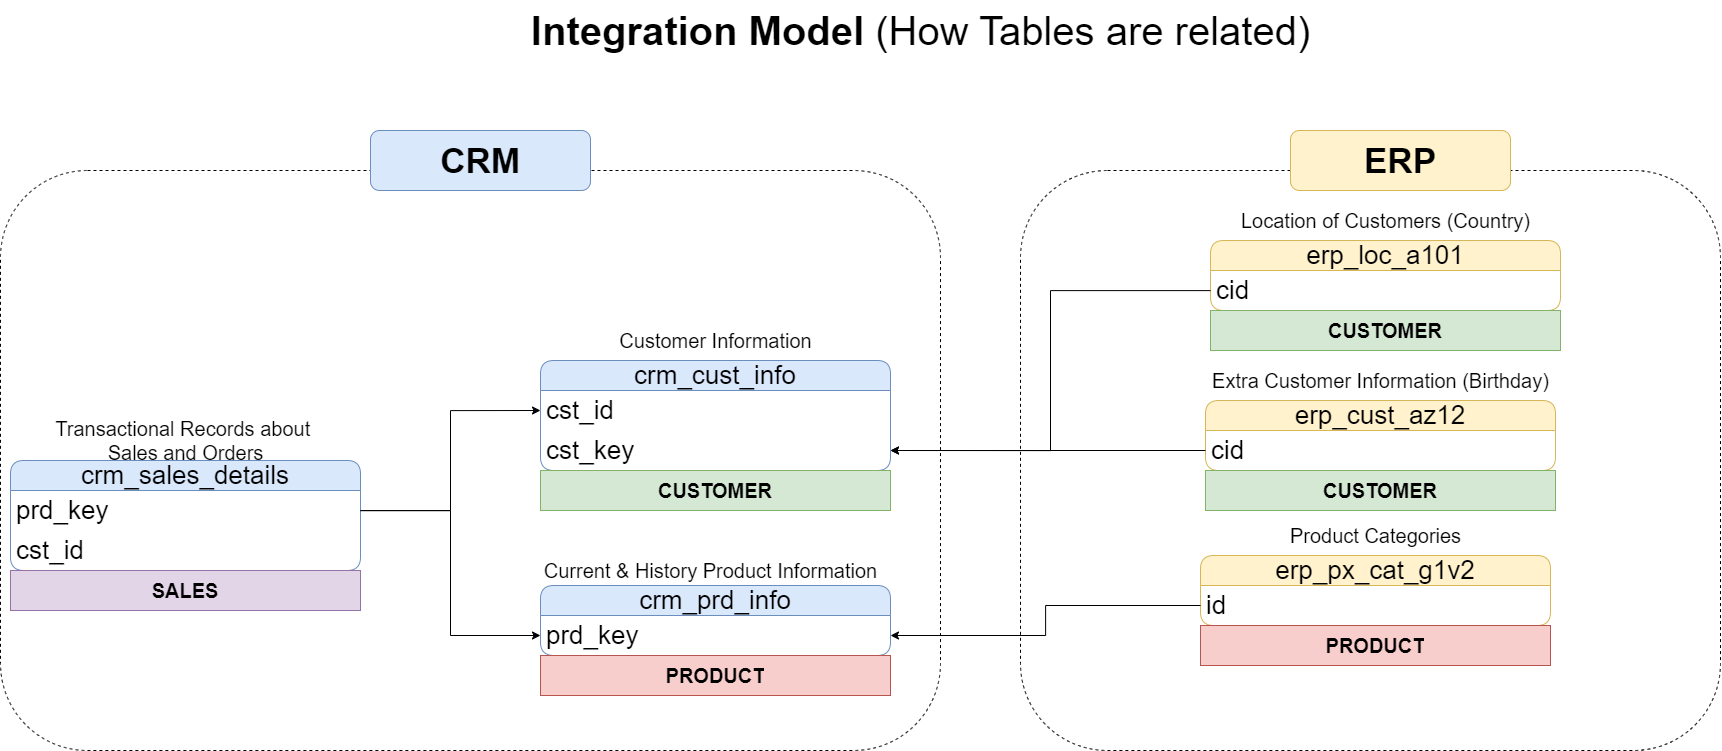 Integration Model (How Tables are related)
CRM
Transactional Records about
Sales and Orders
crm_sales_details
prd_key
cst_id
SALES
Customer Information
crm_cust_info
cst_id
cst_key
CUSTOMER
Current & History Product Information
crm_prd_info
prd_key
PRODUCT
ERP
Location of Customers (Country)
erp_loc_a101
cid
CUSTOMER
Extra Customer Information (Birthday)
erp_cust_az12
cid
CUSTOMER
Product Categories
erp_px_cat_g1v2
id
PRODUCT